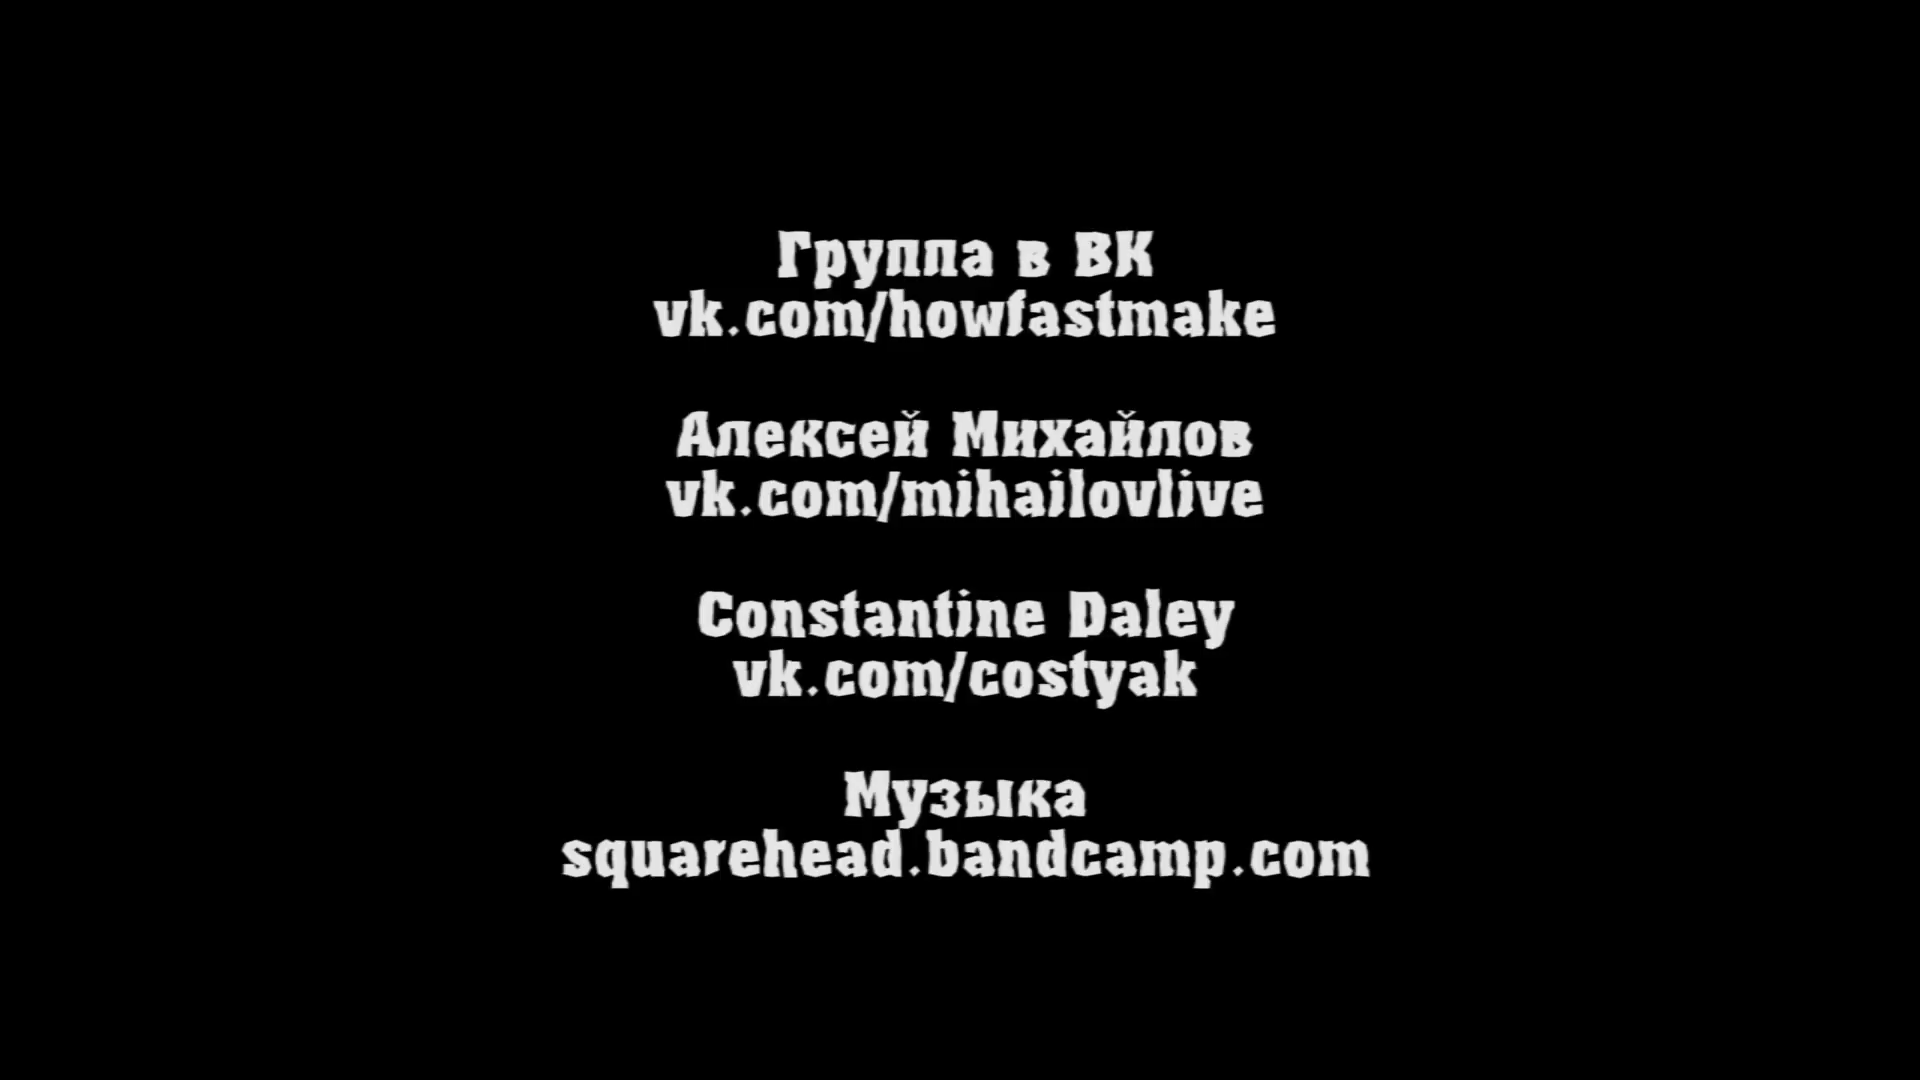 Группа в ВК
vk.com/howfastmake
Алексей Михайлов
vk.com/mihailovlive
Constantine Daley
vk.com/costyak
Музыка
squarehead.bandcamp.com